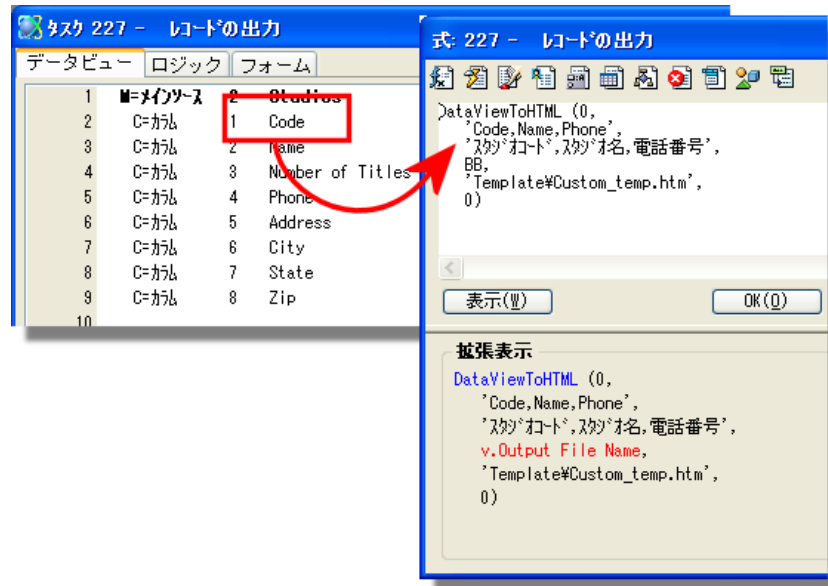 タスク 227 - レコードの出力
データビュー ロジック フォーム
1 M=メインソース 2 Studios
2 C=カラム 1 Code
3 C=カラム 2 Name
4 C=カラム 3 Number of Titles
5 C=カラム 4 Phone
6 C=カラム 5 Address
7 C=カラム 6 City
8 C=カラム 7 State
9 C=カラム 8 Zip
10
式: 227 - レコードの出力
DataViewToHTML (0,
'Code,Name,Phone',
'スタジオコード,スタジオ名,電話番号',
BB,
'Template¥Custom_temp.htm',
0)
表示(W) OK(O)
拡張表示
DataViewToHTML (0,
'Code,Name,Phone',
'スタジオコード,スタジオ名,電話番号',
v.Output File Name,
'Template¥Custom_temp.htm',
0)